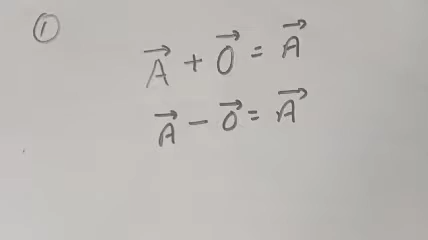 ①
A⃗ + 0⃗ = A⃗
A⃗ − 0⃗ = A⃗